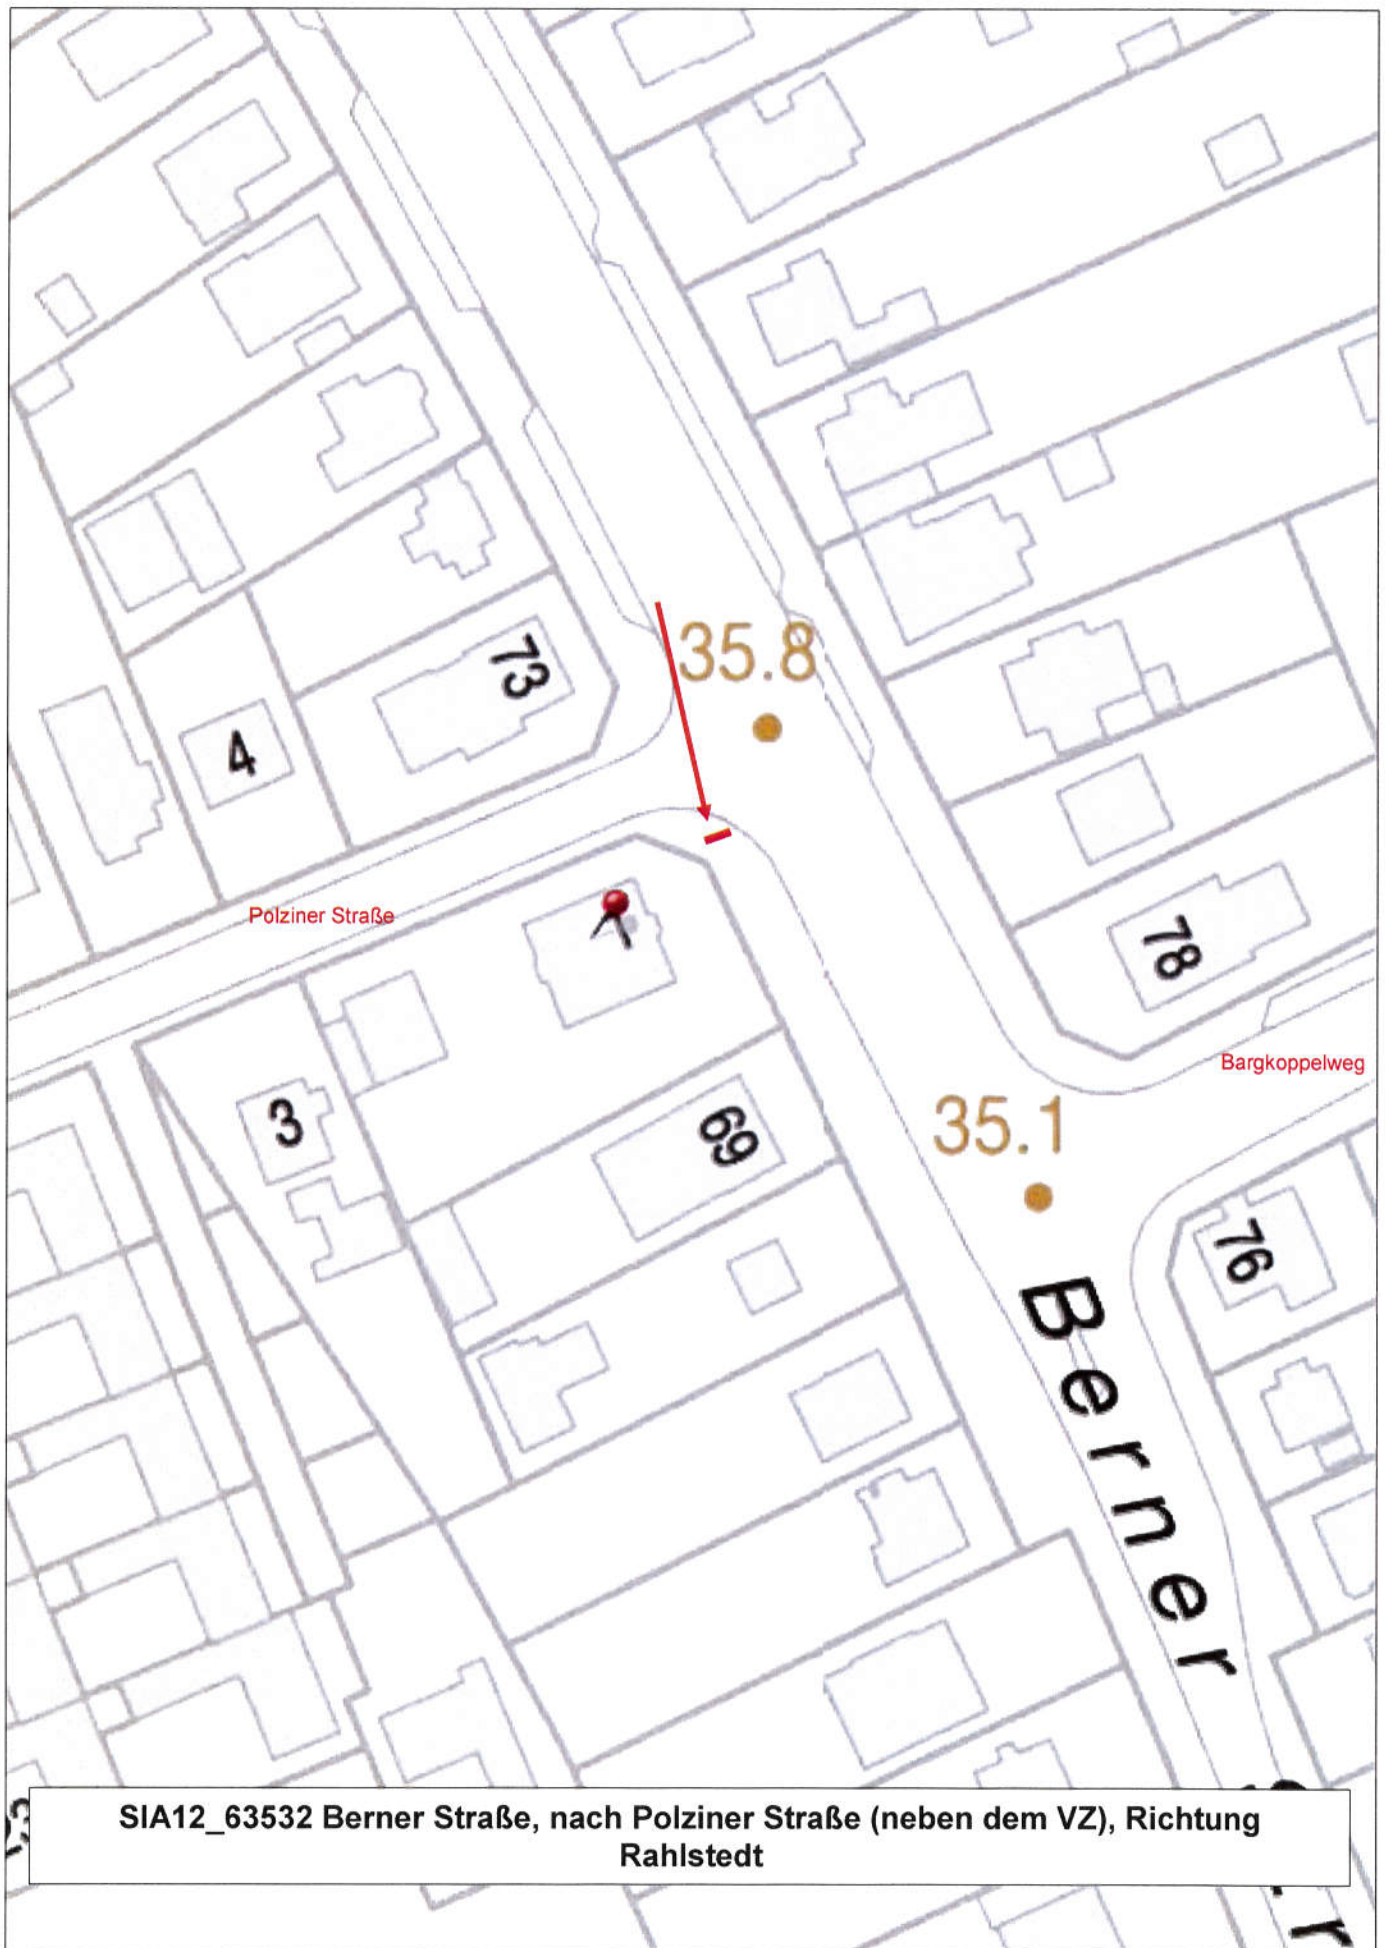 73
35.8
4
Polziner Straße
78
Bargkoppelweg
3
69
35.1
76
Berner
SIA12_63532 Berner Straße, nach Polziner Straße (neben dem VZ), Richtung
Rahlstedt